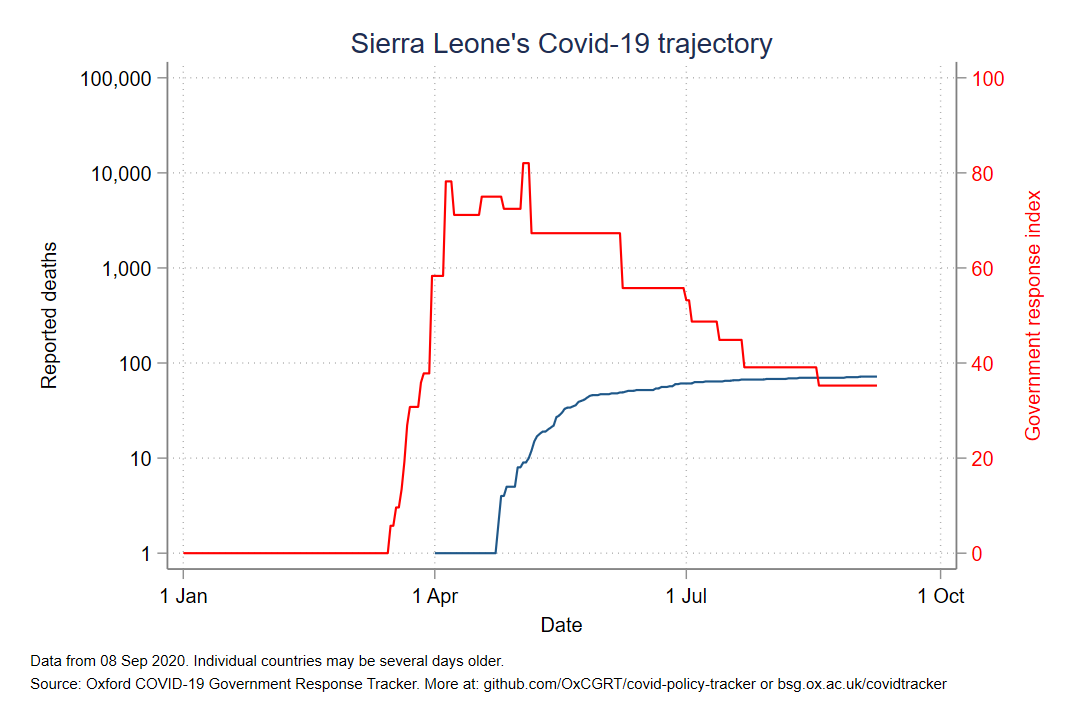 Sierra Leone's Covid-19 trajectory
100,000
10,000
1,000
100
10
1
Reported deaths
100
80
60
40
20
0
Government response index
1 Jan
1 Apr
1 Jul
1 Oct
Date
Data from 08 Sep 2020. Individual countries may be several days older.
Source: Oxford COVID-19 Government Response Tracker. More at: github.com/OxCGRT/covid-policy-tracker or bsg.ox.ac.uk/covidtracker